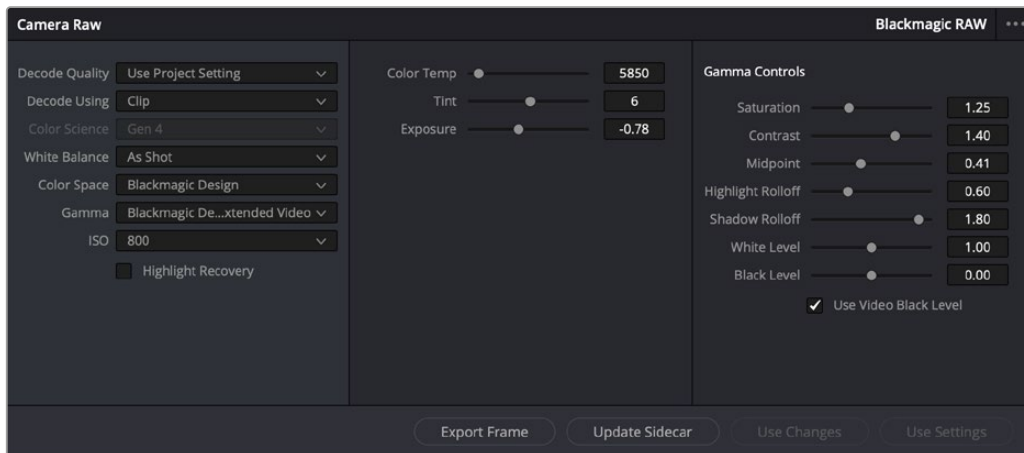 Camera Raw
Blackmagic RAW
Decode Quality Use Project Setting
Decode Using Clip
Color Science Gen 4
White Balance As Shot
Color Space Blackmagic Design
Gamma Blackmagic De...xtended Video
ISO 800
Highlight Recovery
Color Temp 5850
Tint 6
Exposure -0.78
Gamma Controls
Saturation 1.25
Contrast 1.40
Midpoint 0.41
Highlight Rolloff 0.60
Shadow Rolloff 1.80
White Level 1.00
Black Level 0.00
Use Video Black Level
Export Frame
Update Sidecar
Use Changes
Use Settings